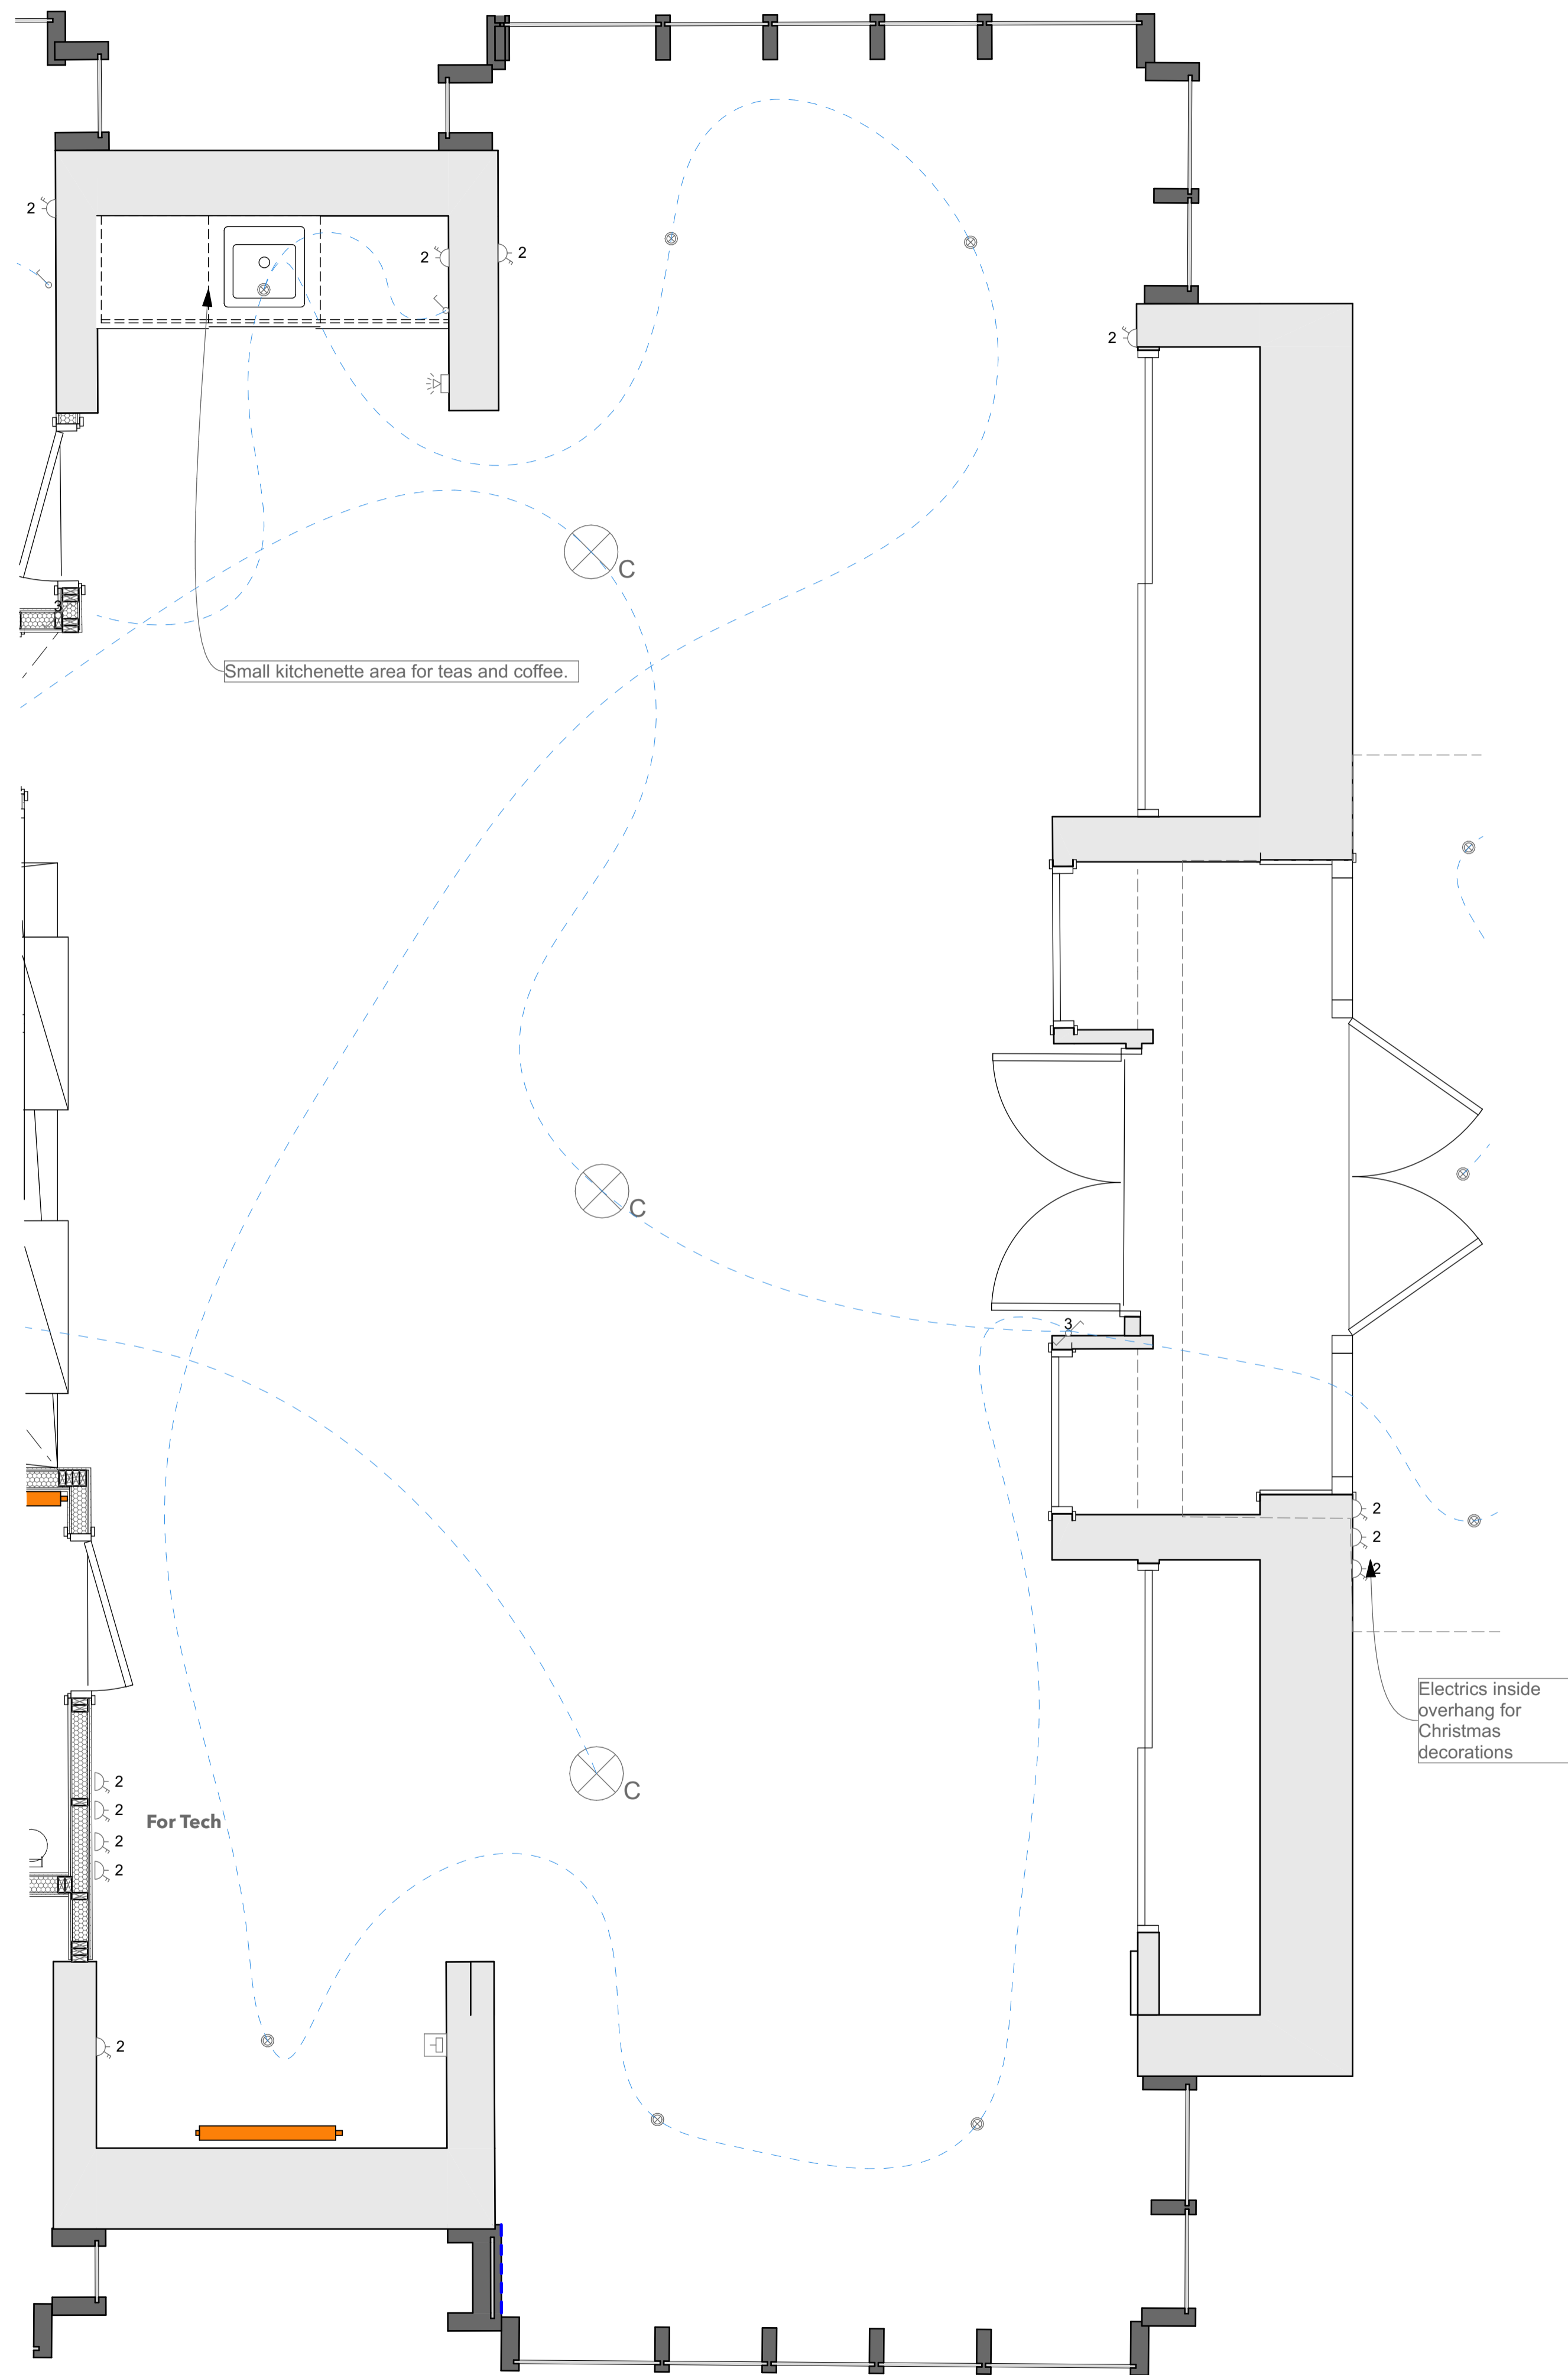 2
2
2
2
C
3
Small kitchenette area for teas and coffee.
C
3
2
2
2
Electrics inside
overhang for
Christmas
decorations
C
2
2
For Tech
2
2
2